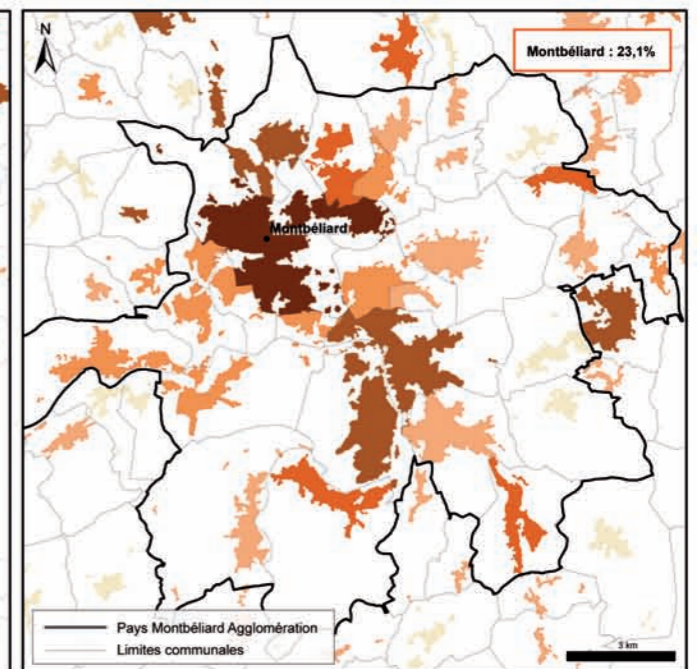 N
Montbéliard : 23,1%
Montbéliard
Pays Montbéliard Agglomération
Limites communales
3 km